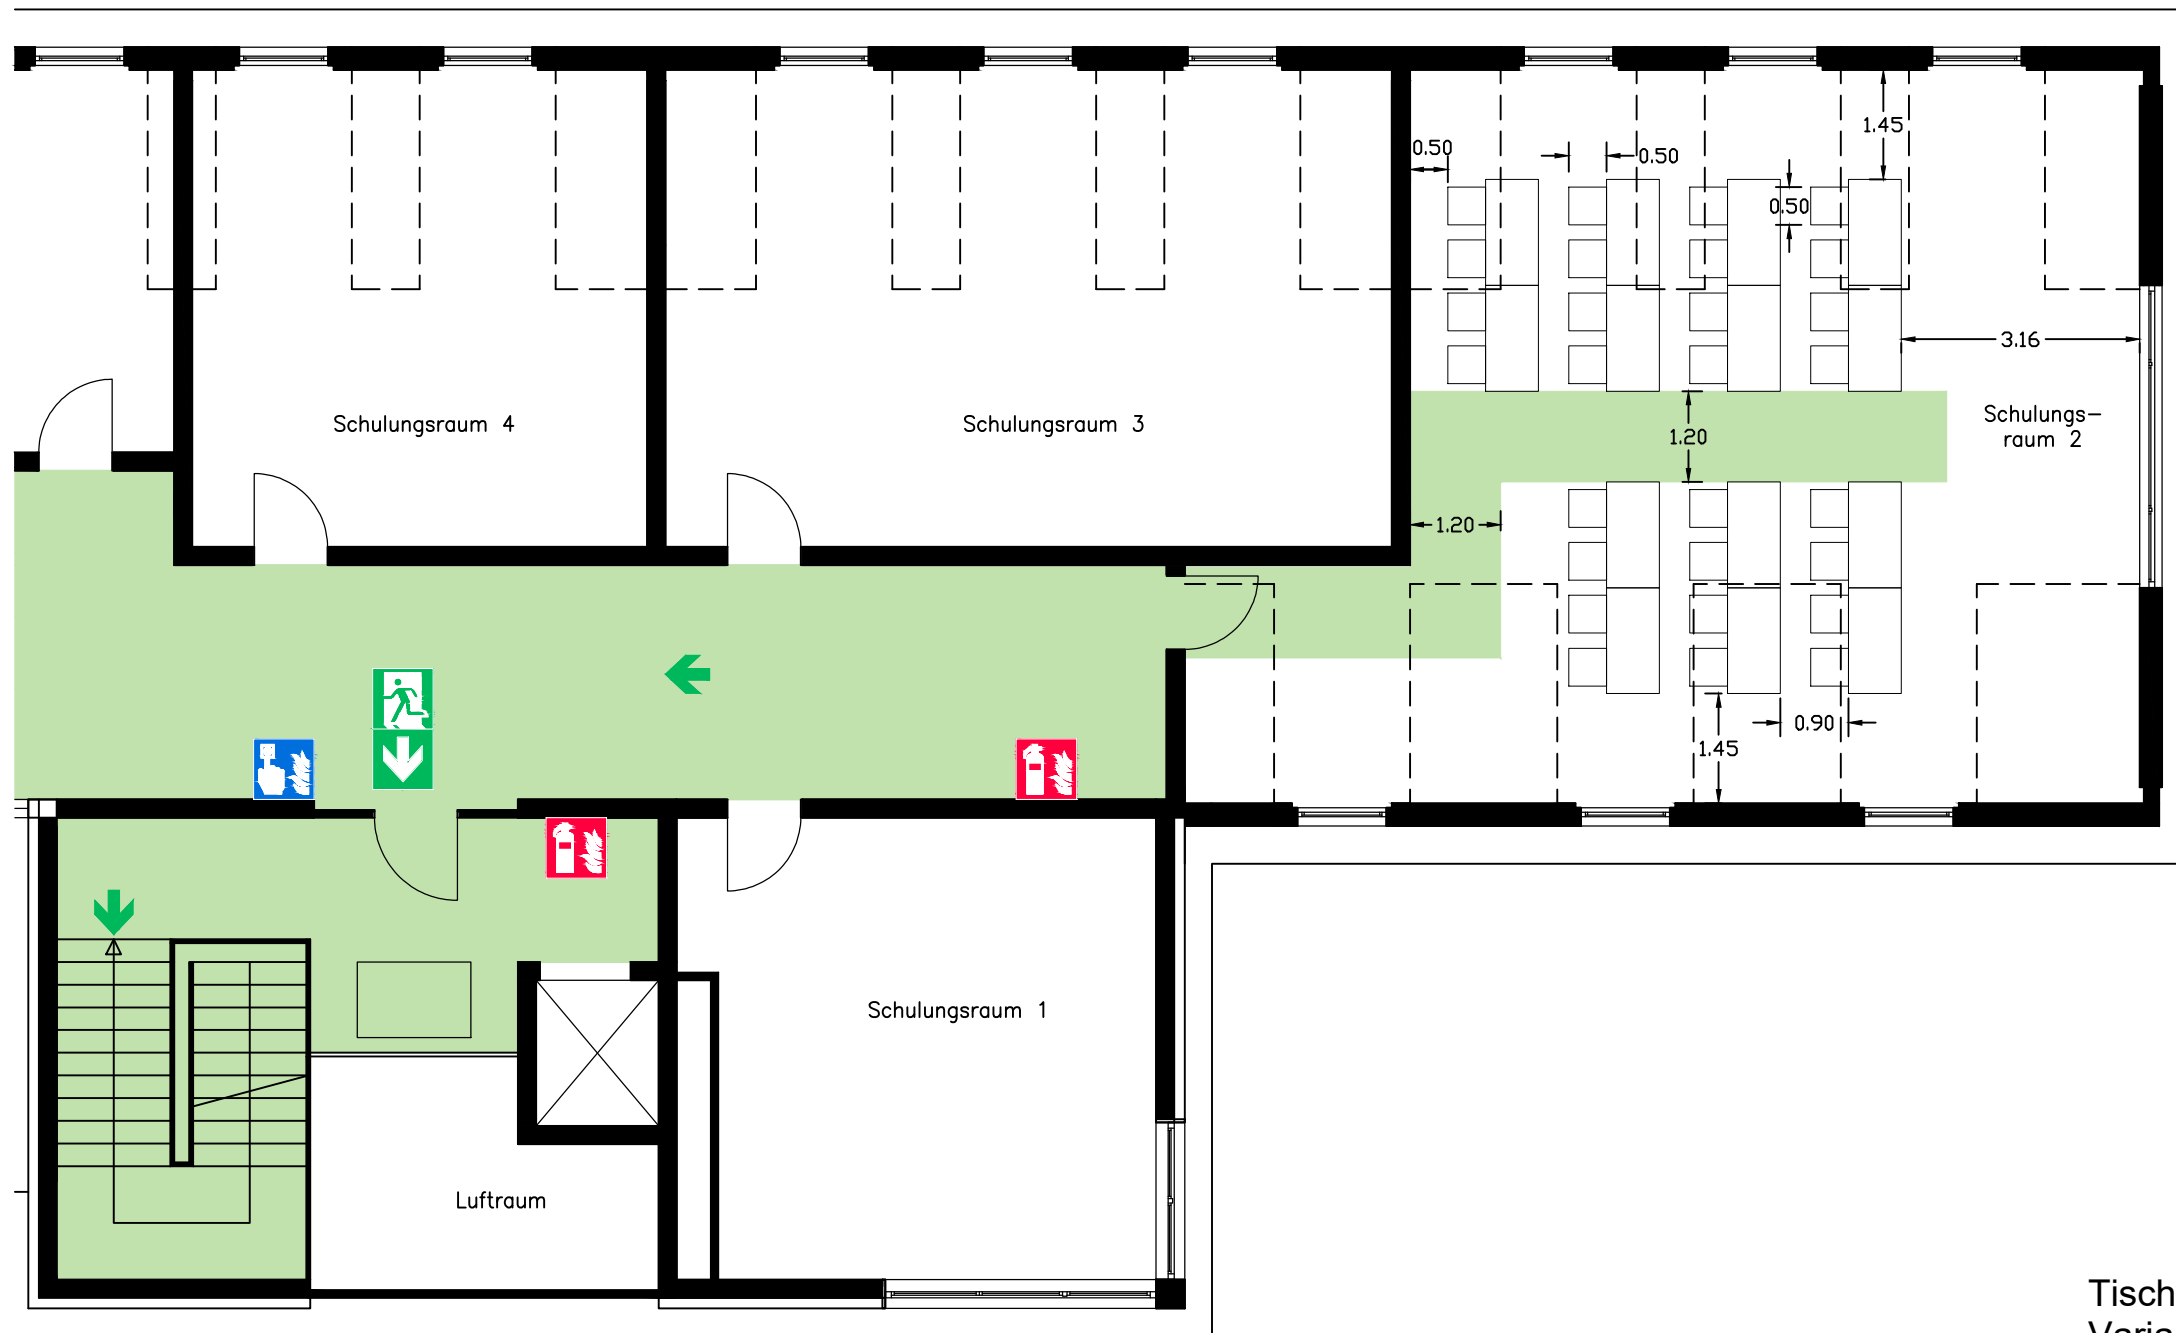 1.45
0.50
0.50
0.50
3.16
Schulungsraum 4
Schulungsraum 3
Schulungs-
raum 2
1.20
1.20
0.90
1.45
Schulungsraum 1
Luftraum
Tisch